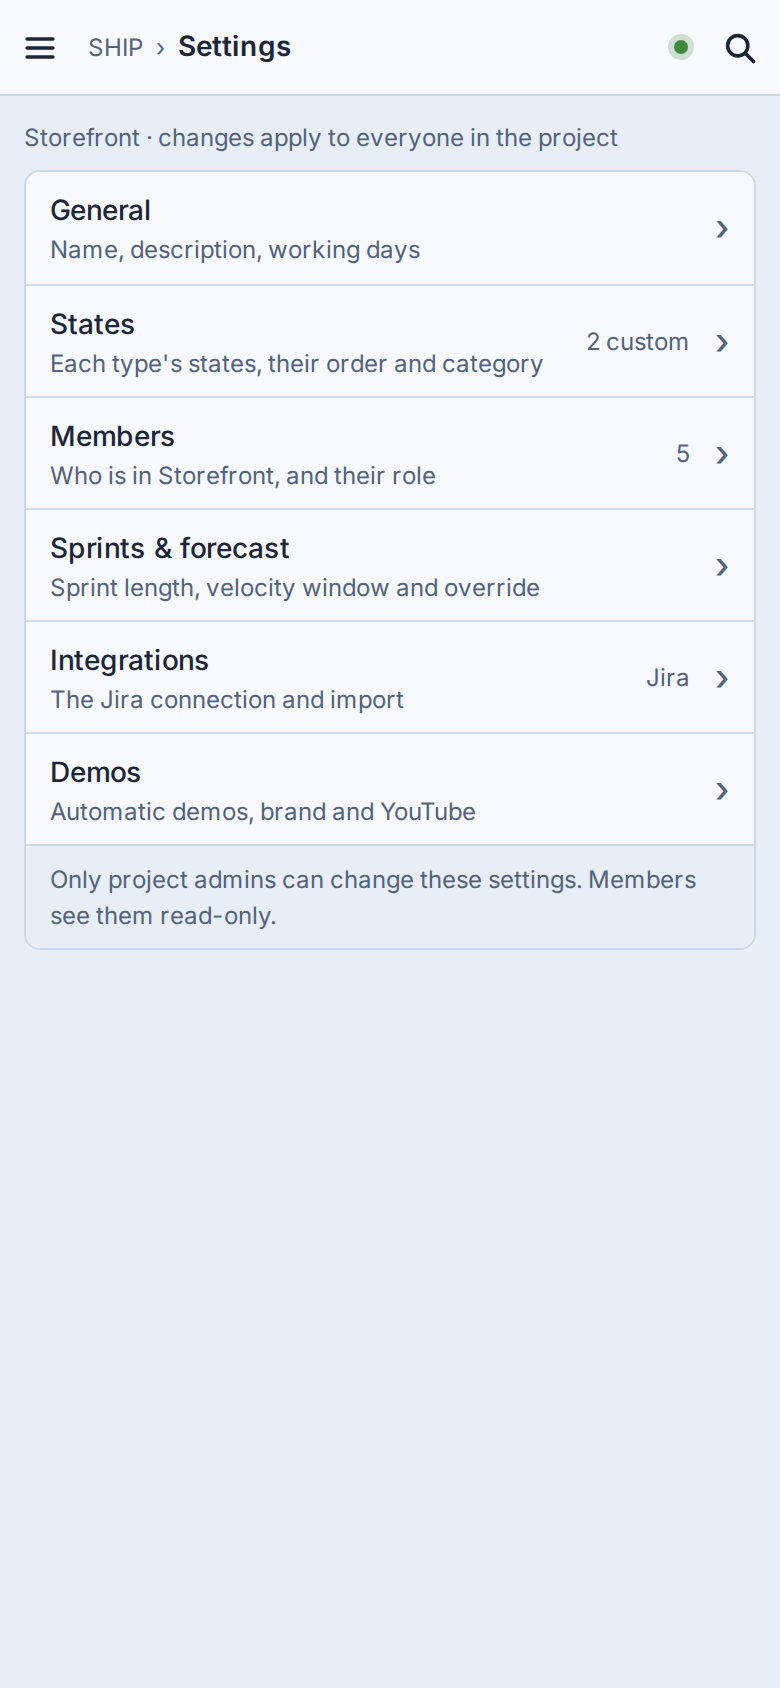 SHIP › Settings
Storefront · changes apply to everyone in the project
General
Name, description, working days
States
Each type's states, their order and category
2 custom
Members
Who is in Storefront, and their role
5
Sprints & forecast
Sprint length, velocity window and override
Integrations
The Jira connection and import
Jira
Demos
Automatic demos, brand and YouTube
Only project admins can change these settings. Members
see them read-only.